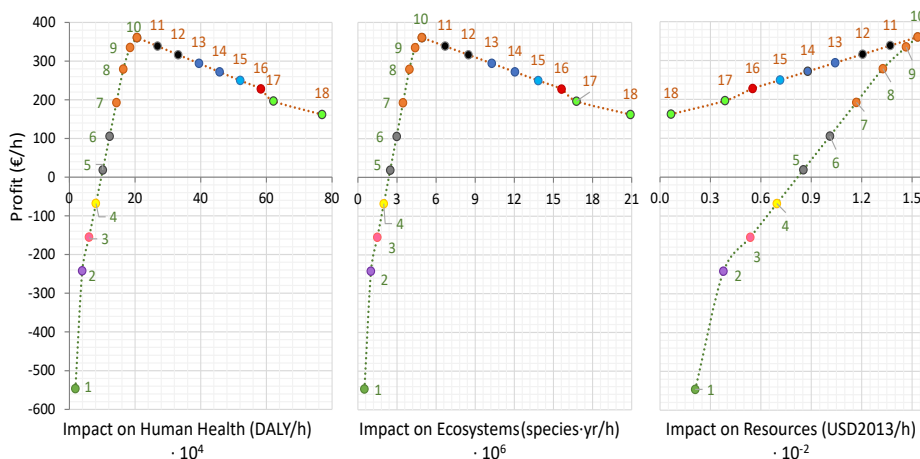 Profit (€/h)
400
300
200
100
0
-100
-200
-300
-400
-500
-600
0 20 40 60 80
1 2 3 4 5 6 7 8 9 10 11 12 13 14 15 16 17 18
Impact on Human Health (DALY/h)
· 10⁴
0 3 6 9 12 15 18 21
1 2 3 4 5 6 7 8 9 10 11 12 13 14 15 16 17 18
Impact on Ecosystems(species·yr/h)
· 10⁶
0.0 0.3 0.6 0.9 1.2 1.5
1 2 3 4 5 6 7 8 9 10 11 12 13 14 15 16 17 18
Impact on Resources (USD2013/h)
· 10⁻²